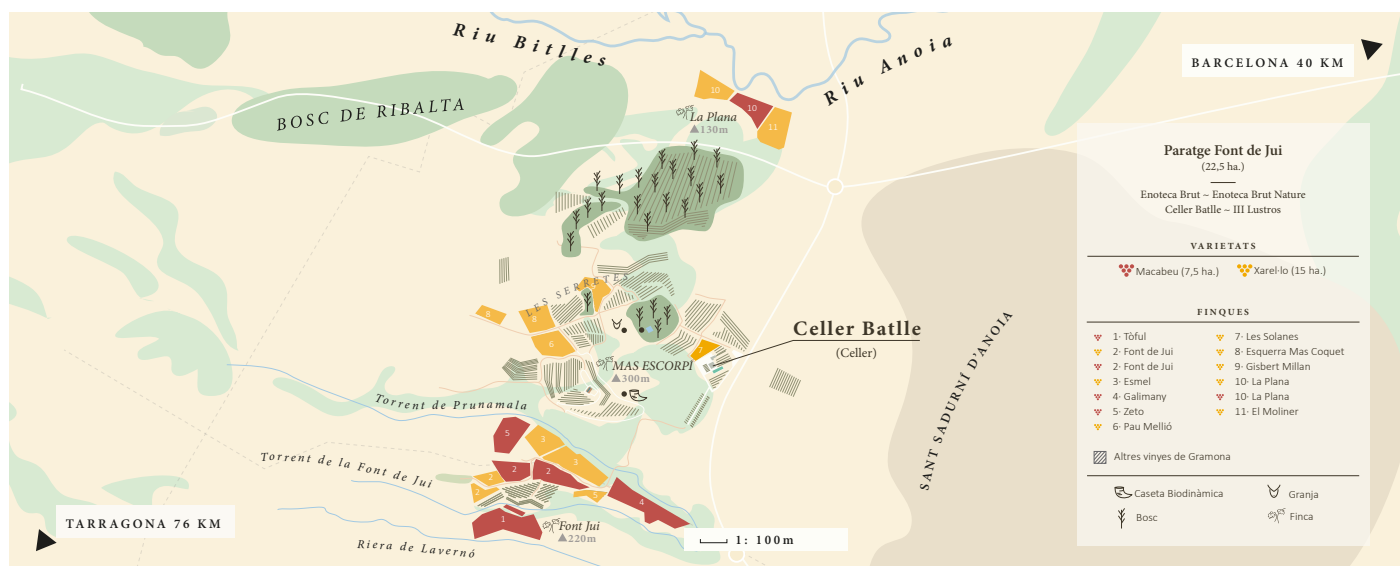 Riu Bitlles
Riu Anoia
BARCELONA 40 KM
BOSC DE RIBALTA
10
10
11
La Plana
130m
LES SERRETES
8
8
6
7
MAS ESCORPÍ
300m
Celler Batlle
(Celler)
SANT SADURNÍ D'ANOIA
Torrent de Prunamala
Torrent de la Font de Jui
Riera de Lavernó
5
3
3
2
2
2
2
4
1
Font Jui
220m
TARRAGONA 76 KM
1: 100m
Paratge Font de Jui
(22,5 ha.)
Enoteca Brut ~ Enoteca Brut Nature
Celler Batlle ~ III Lustros
VARIETATS
Macabeu (7,5 ha.)
Xarel·lo (15 ha.)
FINQUES
1· Tòful
2· Font de Jui
2· Font de Jui
3· Esmel
4· Galimany
5· Zeto
6· Pau Mellió
7· Les Solanes
8· Esquerra Mas Coquet
9· Gisbert Millan
10· La Plana
10· La Plana
11· El Moliner
Altres vinyes de Gramona
Caseta Biodinàmica
Granja
Bosc
Finca